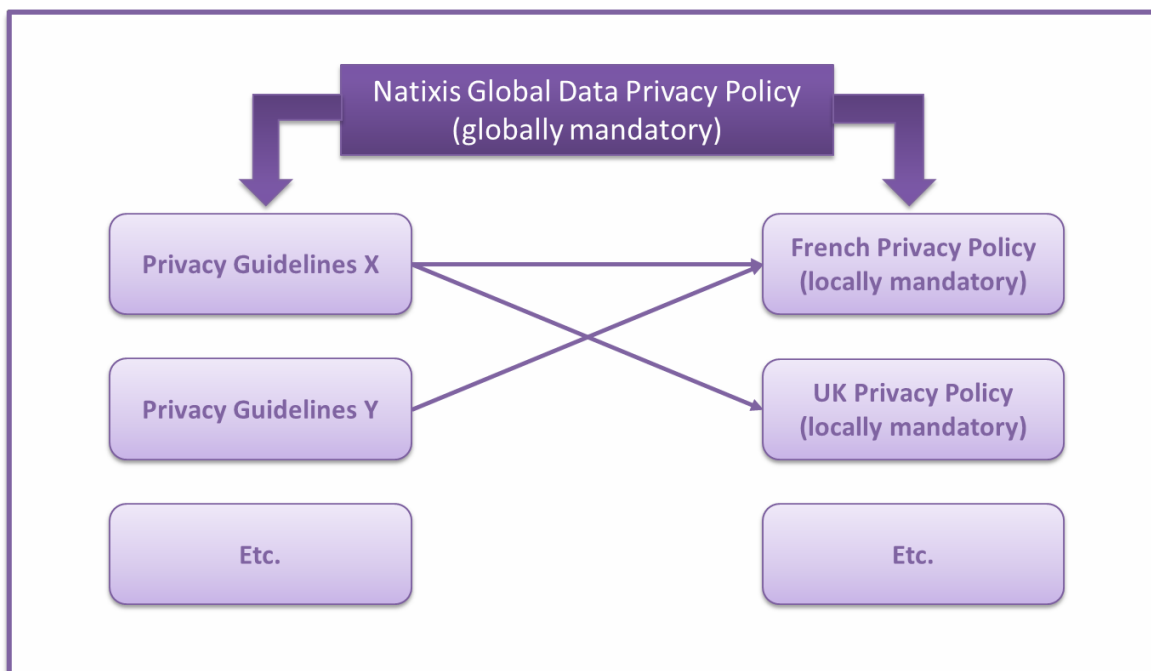 Natixis Global Data Privacy Policy
(globally mandatory)
Privacy Guidelines X
French Privacy Policy
(locally mandatory)
Privacy Guidelines Y
UK Privacy Policy
(locally mandatory)
Etc.
Etc.